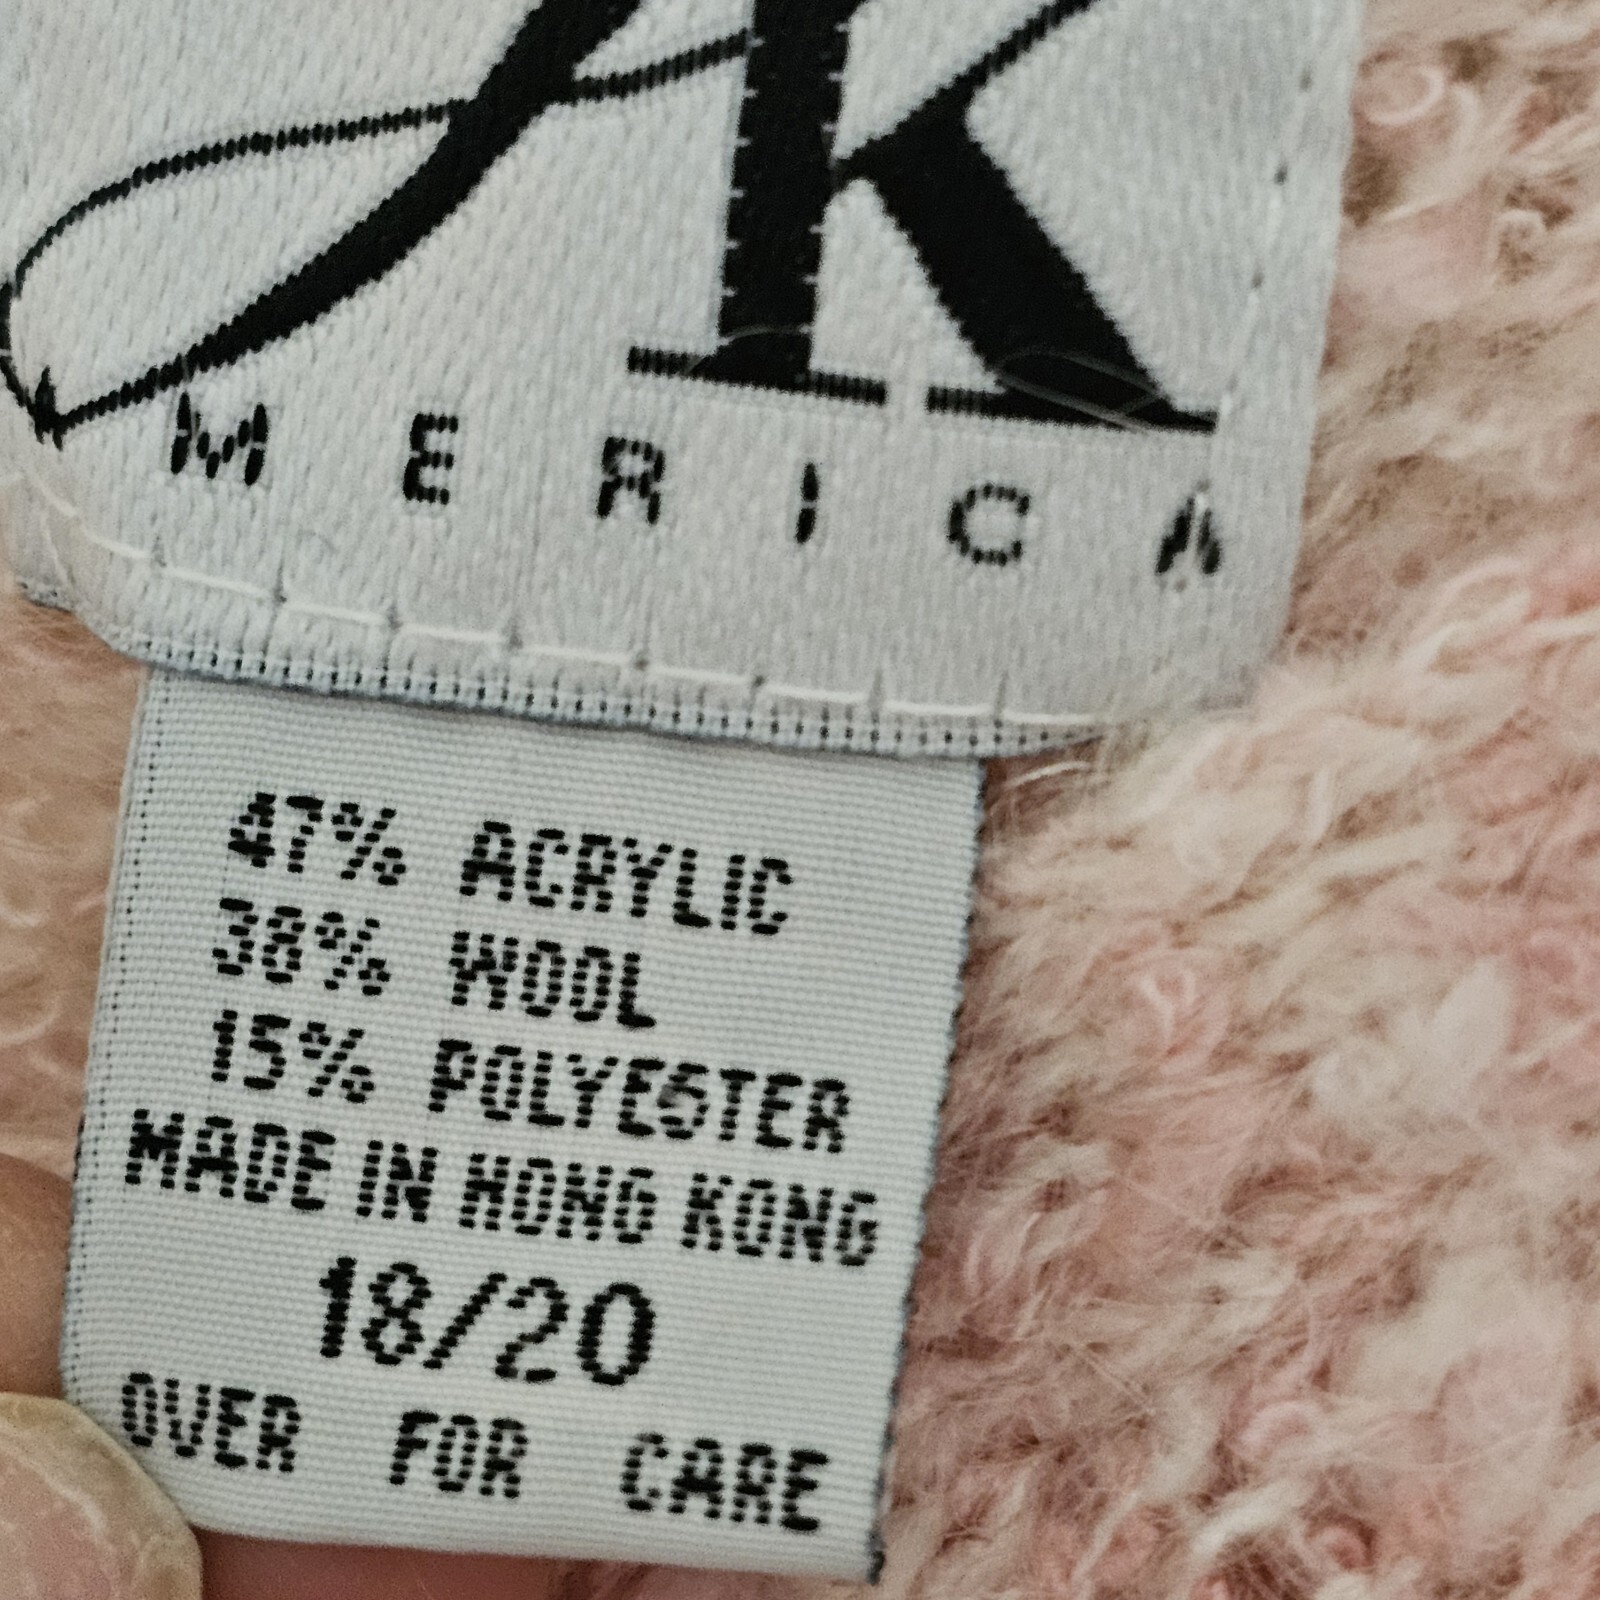 K
MERICA
47% ACRYLIC
38% WOOL
15% POLYESTER
MADE IN HONG KONG
18/20
OVER FOR CARE